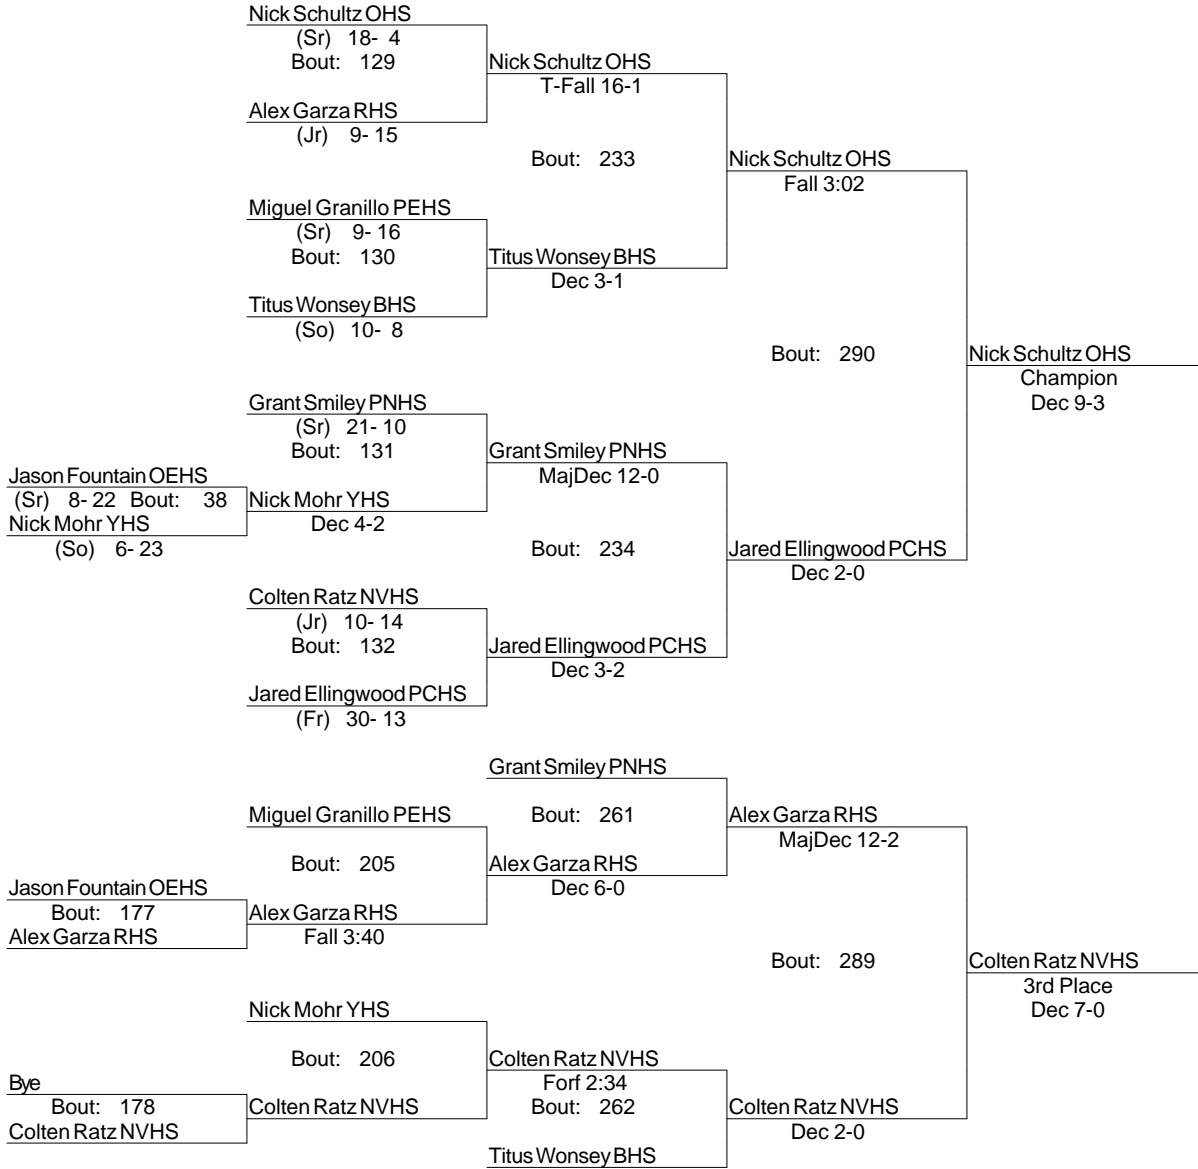 Nick Schultz OHS
(Sr) 18- 4
Bout: 129
Nick Schultz OHS
T-Fall 16-1
Alex Garza RHS
(Jr) 9- 15
Bout: 233
Nick Schultz OHS
Fall 3:02
Miguel Granillo PEHS
(Sr) 9- 16
Bout: 130
Titus Wonsey BHS
Dec 3-1
Titus Wonsey BHS
(So) 10- 8
Bout: 290
Nick Schultz OHS
Champion
Dec 9-3
Grant Smiley PNHS
(Sr) 21- 10
Bout: 131
Grant Smiley PNHS
MajDec 12-0
Jason Fountain OEHS
(Sr) 8- 22 Bout: 38
Nick Mohr YHS
Dec 4-2
Nick Mohr YHS
(So) 6- 23
Bout: 234
Jared Ellingwood PCHS
Dec 2-0
Colten Ratz NVHS
(Jr) 10- 14
Bout: 132
Jared Ellingwood PCHS
Dec 3-2
Jared Ellingwood PCHS
(Fr) 30- 13
Grant Smiley PNHS
Miguel Granillo PEHS
Bout: 261
Alex Garza RHS
MajDec 12-2
Bout: 205
Alex Garza RHS
Dec 6-0
Jason Fountain OEHS
Bout: 177
Alex Garza RHS
Fall 3:40
Alex Garza RHS
Bout: 289
Colten Ratz NVHS
3rd Place
Dec 7-0
Nick Mohr YHS
Bout: 206
Colten Ratz NVHS
Forf 2:34
Bye
Bout: 178
Colten Ratz NVHS
Bout: 262
Colten Ratz NVHS
Dec 2-0
Colten Ratz NVHS
Titus Wonsey BHS